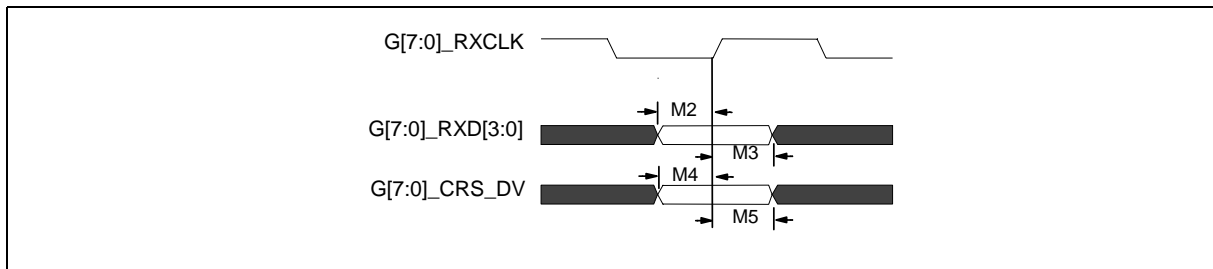 G[7:0]_RXCLK
M2
G[7:0]_RXD[3:0]
M3
M4
G[7:0]_CRS_DV
M5